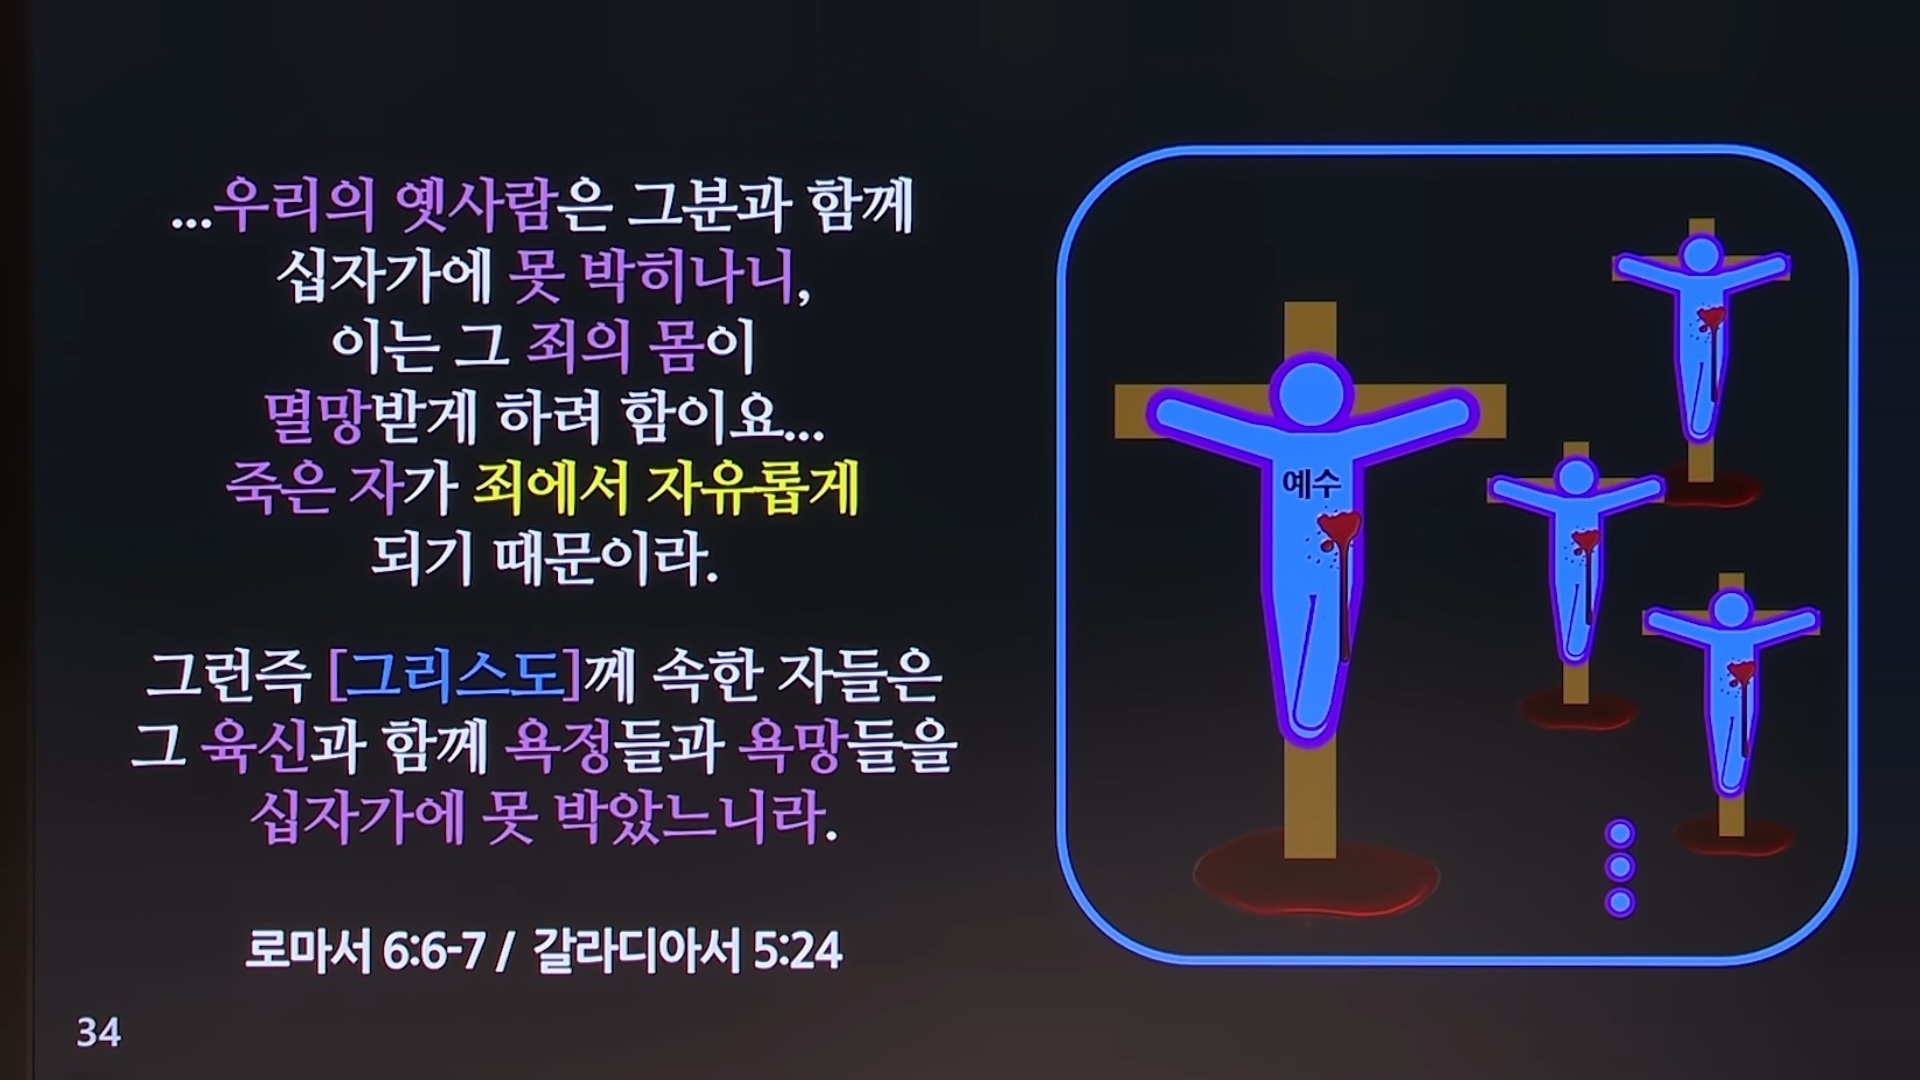 ...우리의 옛사람은 그분과 함께
십자가에 못 박히나니,
이는 그 죄의 몸이
멸망받게 하려 함이요...
죽은 자가 죄에서 자유롭게
되기 때문이라.
그런즉 [그리스도]께 속한 자들은
그 육신과 함께 욕정들과 욕망들을
십자가에 못 박았느니라.
로마서 6:6-7 / 갈라디아서 5:24
34
예수